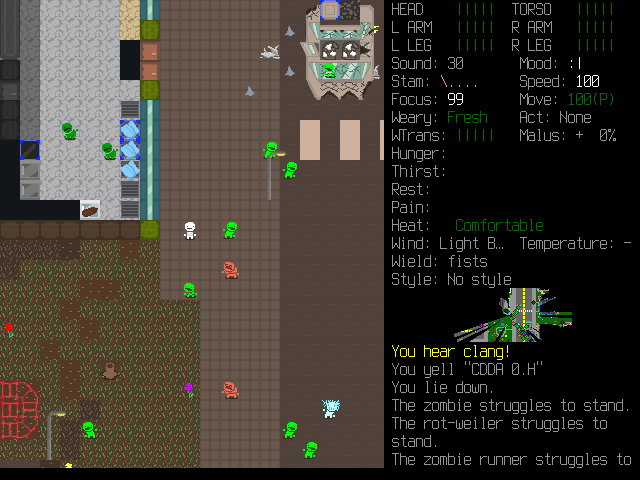 HEAD ||||| TORSO |||||
L ARM ||||| R ARM |||||
L LEG ||||| R LEG |||||
Sound: 30 Mood: :|
Stam: \.... Speed: 100
Focus: 99 Move: 100(P)
Weary: Fresh Act: None
WTrans: ||||| Malus: + 0%
Hunger:
Thirst:
Rest:
Pain:
Heat: Comfortable
Wind: Light B… Temperature: -
Wield: fists
Style: No style
You hear clang!
You yell "CDDA 0.H"
You lie down.
The zombie struggles to stand.
The rot-weiler struggles to
stand.
The zombie runner struggles to